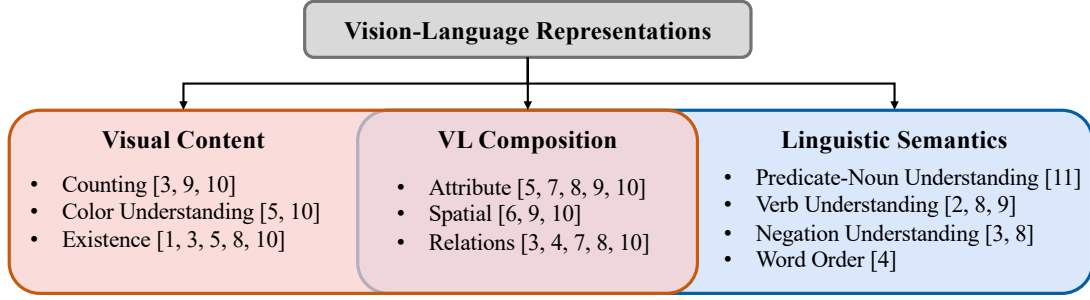 Vision-Language Representations
Visual Content
• Counting [3, 9, 10]
• Color Understanding [5, 10]
• Existence [1, 3, 5, 8, 10]
VL Composition
• Attribute [5, 7, 8, 9, 10]
• Spatial [6, 9, 10]
• Relations [3, 4, 7, 8, 10]
Linguistic Semantics
• Predicate-Noun Understanding [11]
• Verb Understanding [2, 8, 9]
• Negation Understanding [3, 8]
• Word Order [4]